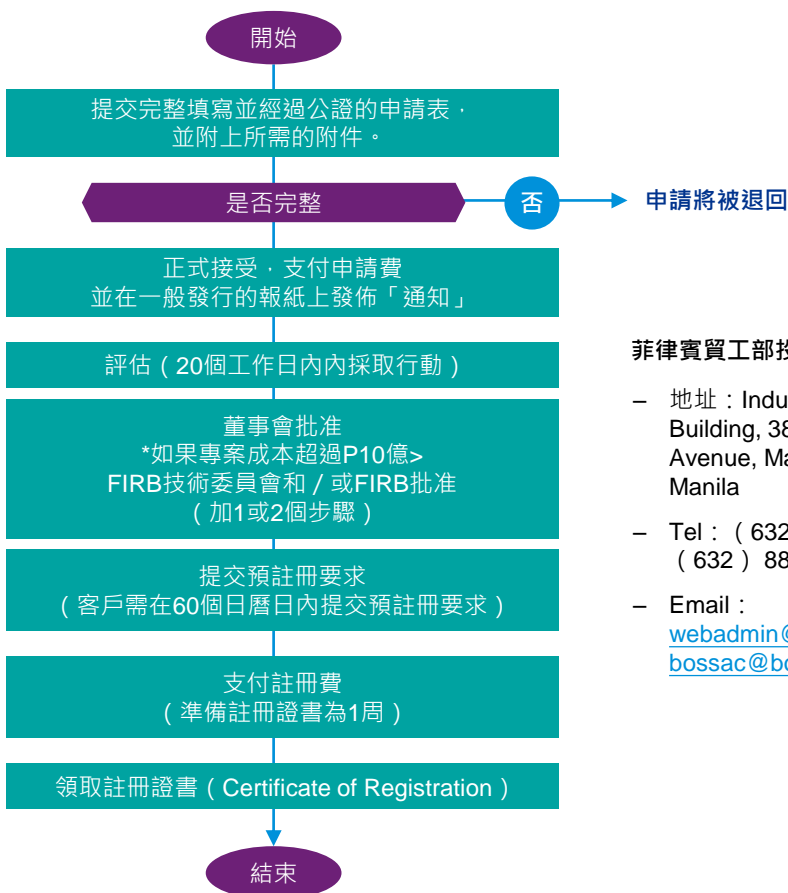 開始
提交完整填寫並經過公證的申請表，
並附上所需的附件。
是否完整
否
申請將被退回
正式接受，支付申請費
並在一般發行的報紙上發佈「通知」
評估（20個工作日內內採取行動）
董事會批准
*如果專案成本超過P10億>
FIRB技術委員會和／或FIRB批准
（加1或2個步驟）
提交預註冊要求
（客戶需在60個日曆日內提交預註冊要求）
支付註冊費
（準備註冊證書為1周）
領取註冊證書（Certificate of Registration）
結束
菲律賓貿工部
– 地址：Indu
Building, 38
Avenue, Ma
Manila
– Tel：（632
（632） 88
– Email：
webadmin@
bossac@bo